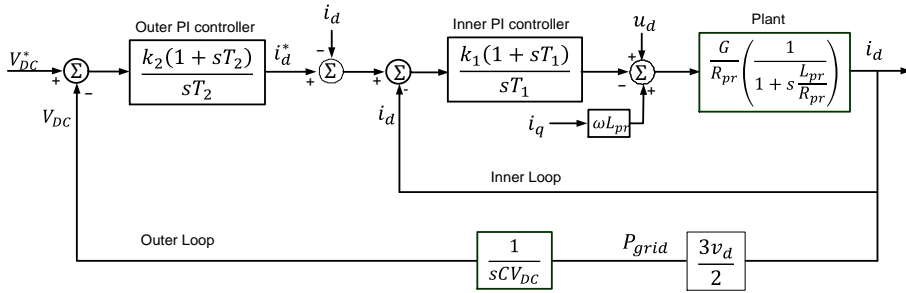 Outer PI controller
Inner PI controller
Plant
V*_DC
+
−
k_2(1 + sT_2) / sT_2
i*_d
+
−
i_d
+
-
k_1(1 + sT_1) / sT_1
−
+
+
u_d
G/R_pr (1 / (1 + s L_pr/R_pr))
i_d
V_DC
i_d
i_q
ωL_pr
Inner Loop
Outer Loop
1 / sCV_DC
P_grid
3v_d / 2